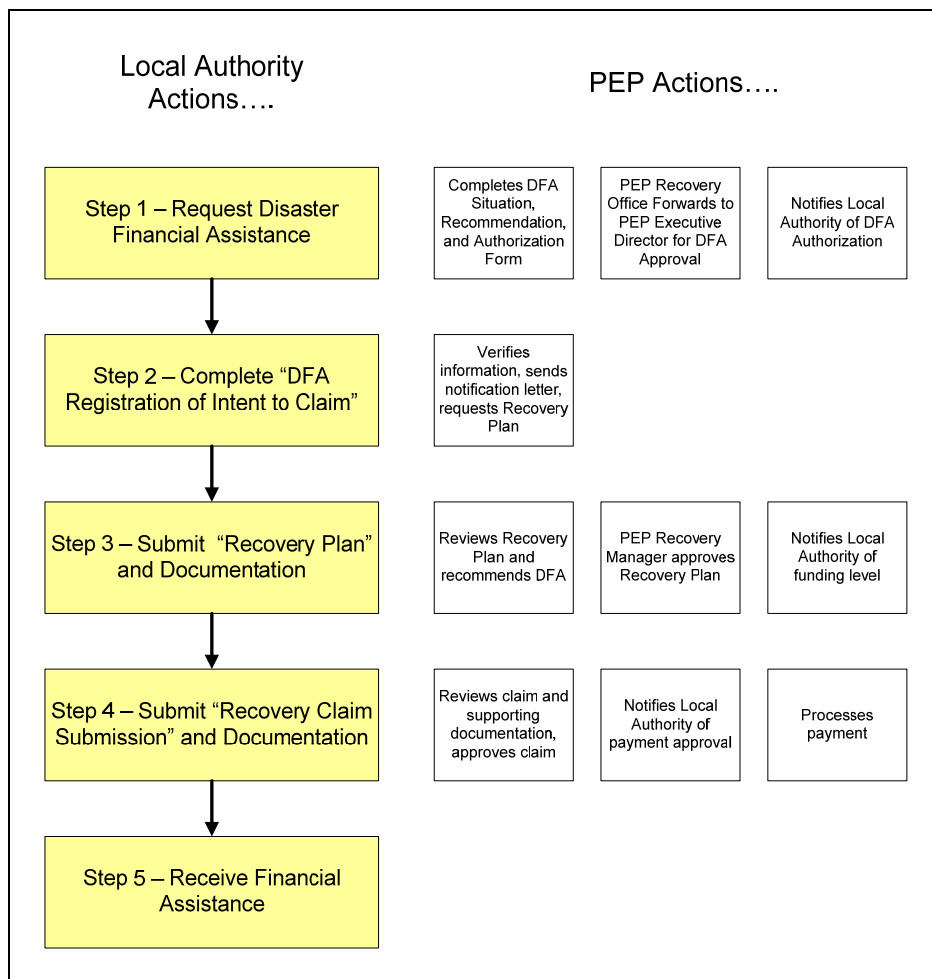 Local Authority
Actions….
PEP Actions….
Step 1 – Request Disaster
Financial Assistance
Completes DFA
Situation,
Recommendation,
and Authorization
Form
PEP Recovery
Office Forwards to
PEP Executive
Director for DFA
Approval
Notifies Local
Authority of DFA
Authorization
Step 2 – Complete “DFA
Registration of Intent to Claim”
Verifies
information, sends
notification letter,
requests Recovery
Plan
Step 3 – Submit “Recovery Plan”
and Documentation
Reviews Recovery
Plan and
recommends DFA
PEP Recovery
Manager approves
Recovery Plan
Notifies Local
Authority of
funding level
Step 4 – Submit “Recovery Claim
Submission” and Documentation
Reviews claim and
supporting
documentation,
approves claim
Notifies Local
Authority of
payment approval
Processes
payment
Step 5 – Receive Financial
Assistance